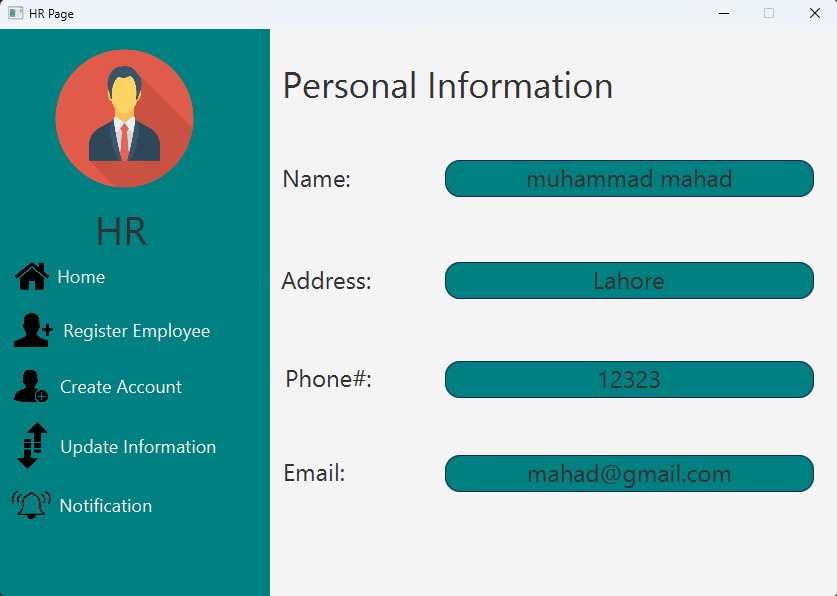 HR Page
HR
Home
Register Employee
Create Account
Update Information
Notification
Personal Information
Name: muhammad mahad
Address: Lahore
Phone#: 12323
Email: mahad@gmail.com